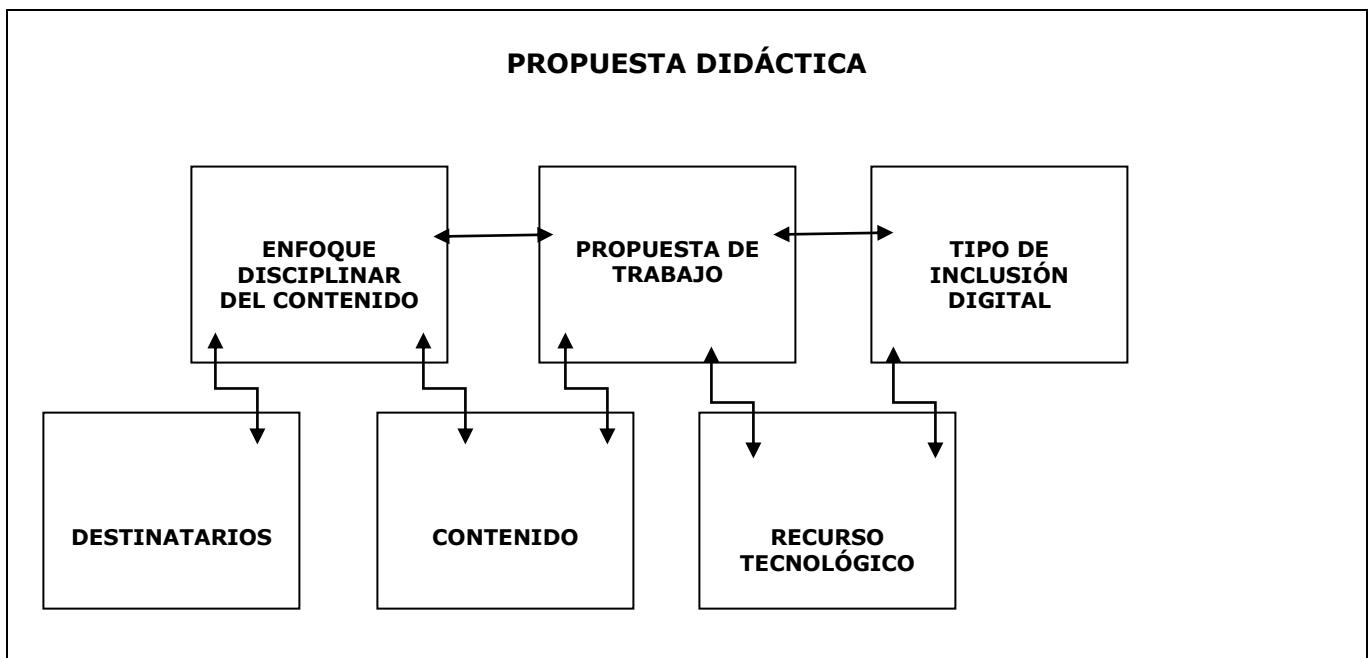 PROPUESTA DIDÁCTICA
ENFOQUE
DISCIPLINAR
DEL CONTENIDO
PROPUESTA DE
TRABAJO
TIPO DE
INCLUSIÓN
DIGITAL
DESTINATARIOS
CONTENIDO
RECURSO
TECNOLÓGICO